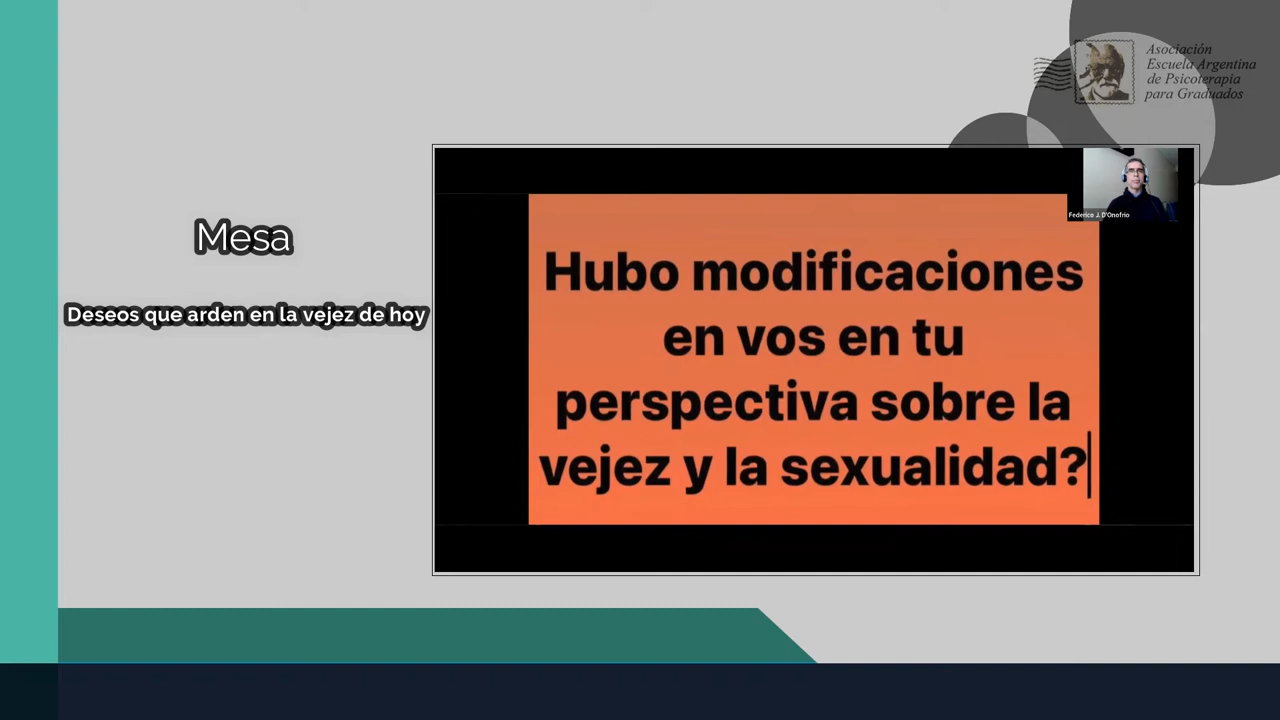 Asociación
Escuela Argentina
de Psicoterapia
para Graduados
Mesa
Deseos que arden en la vejez de hoy
Federico J. D'Onofrio
Hubo modificaciones
en vos en tu
perspectiva sobre la
vejez y la sexualidad?